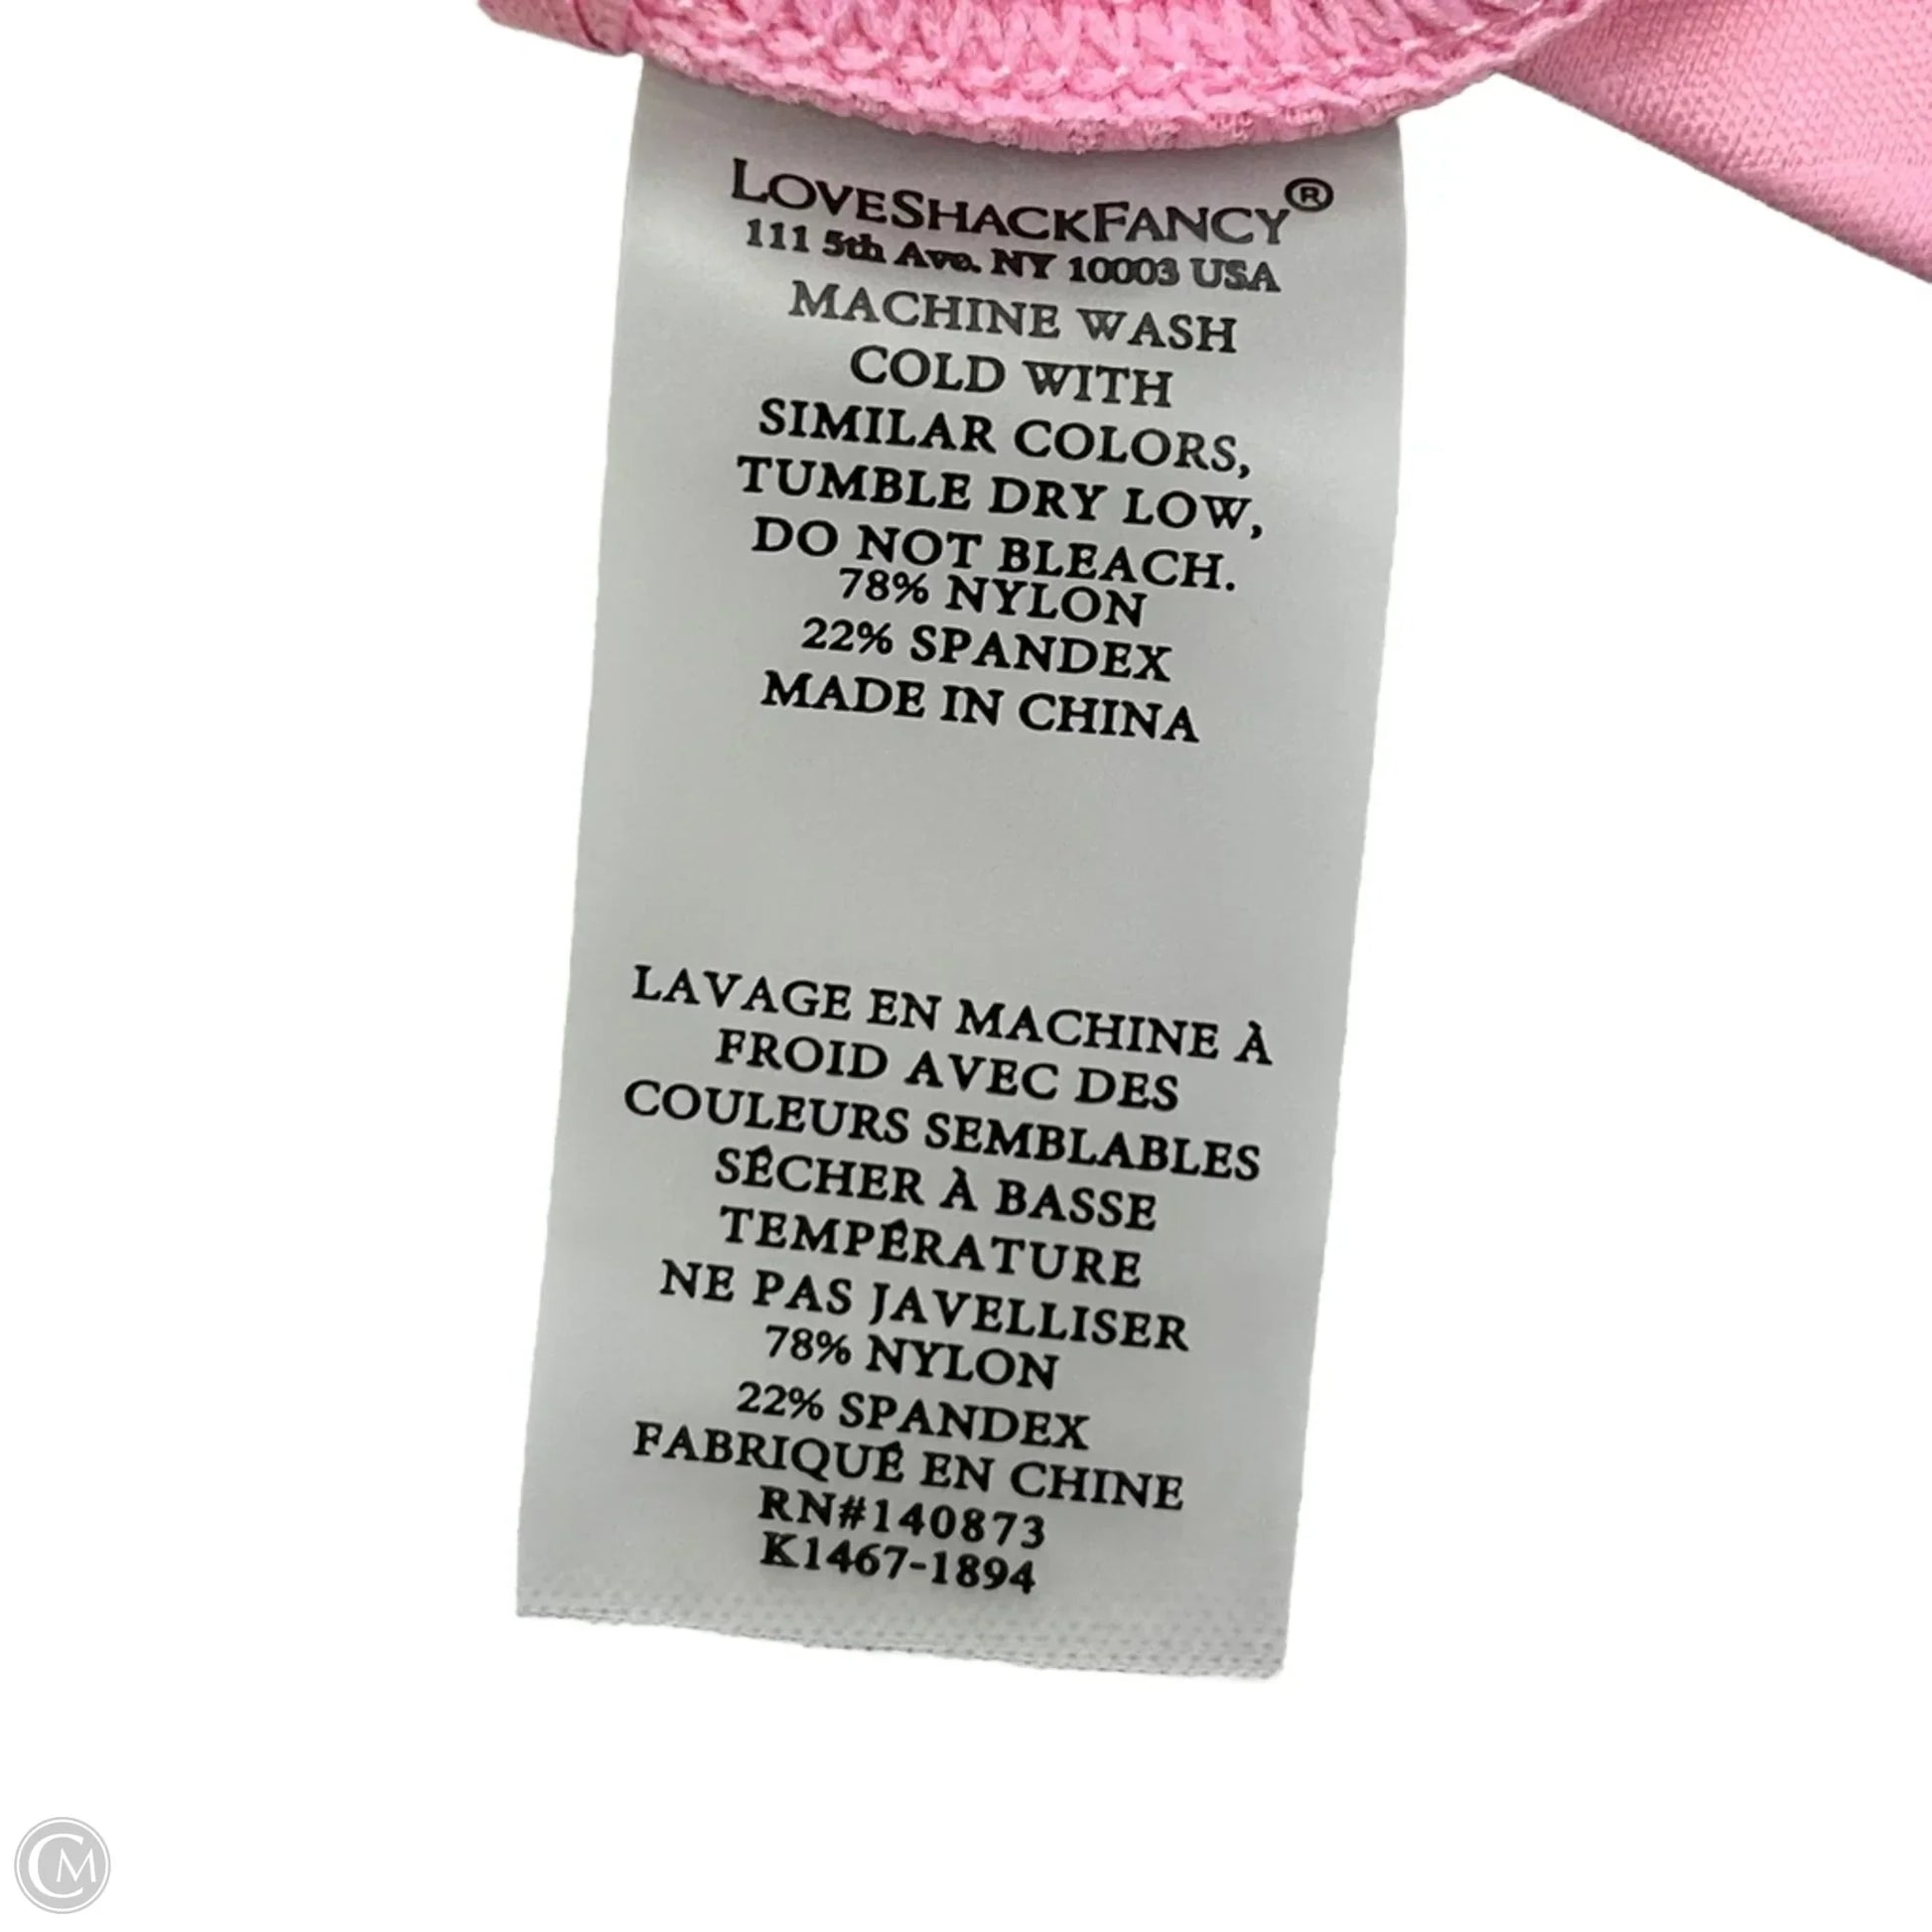 LOVESHACKFANCY®
111 5th Ave. NY 10003 USA
MACHINE WASH
COLD WITH
SIMILAR COLORS,
TUMBLE DRY LOW,
DO NOT BLEACH.
78% NYLON
22% SPANDEX
MADE IN CHINA
LAVAGE EN MACHINE À
FROID AVEC DES
COULEURS SEMBLABLES
SÉCHER À BASSE
TEMPÉRATURE
NE PAS JAVELLISER
78% NYLON
22% SPANDEX
FABRIQUÉ EN CHINE
RN#140873
K1467-1894
CM